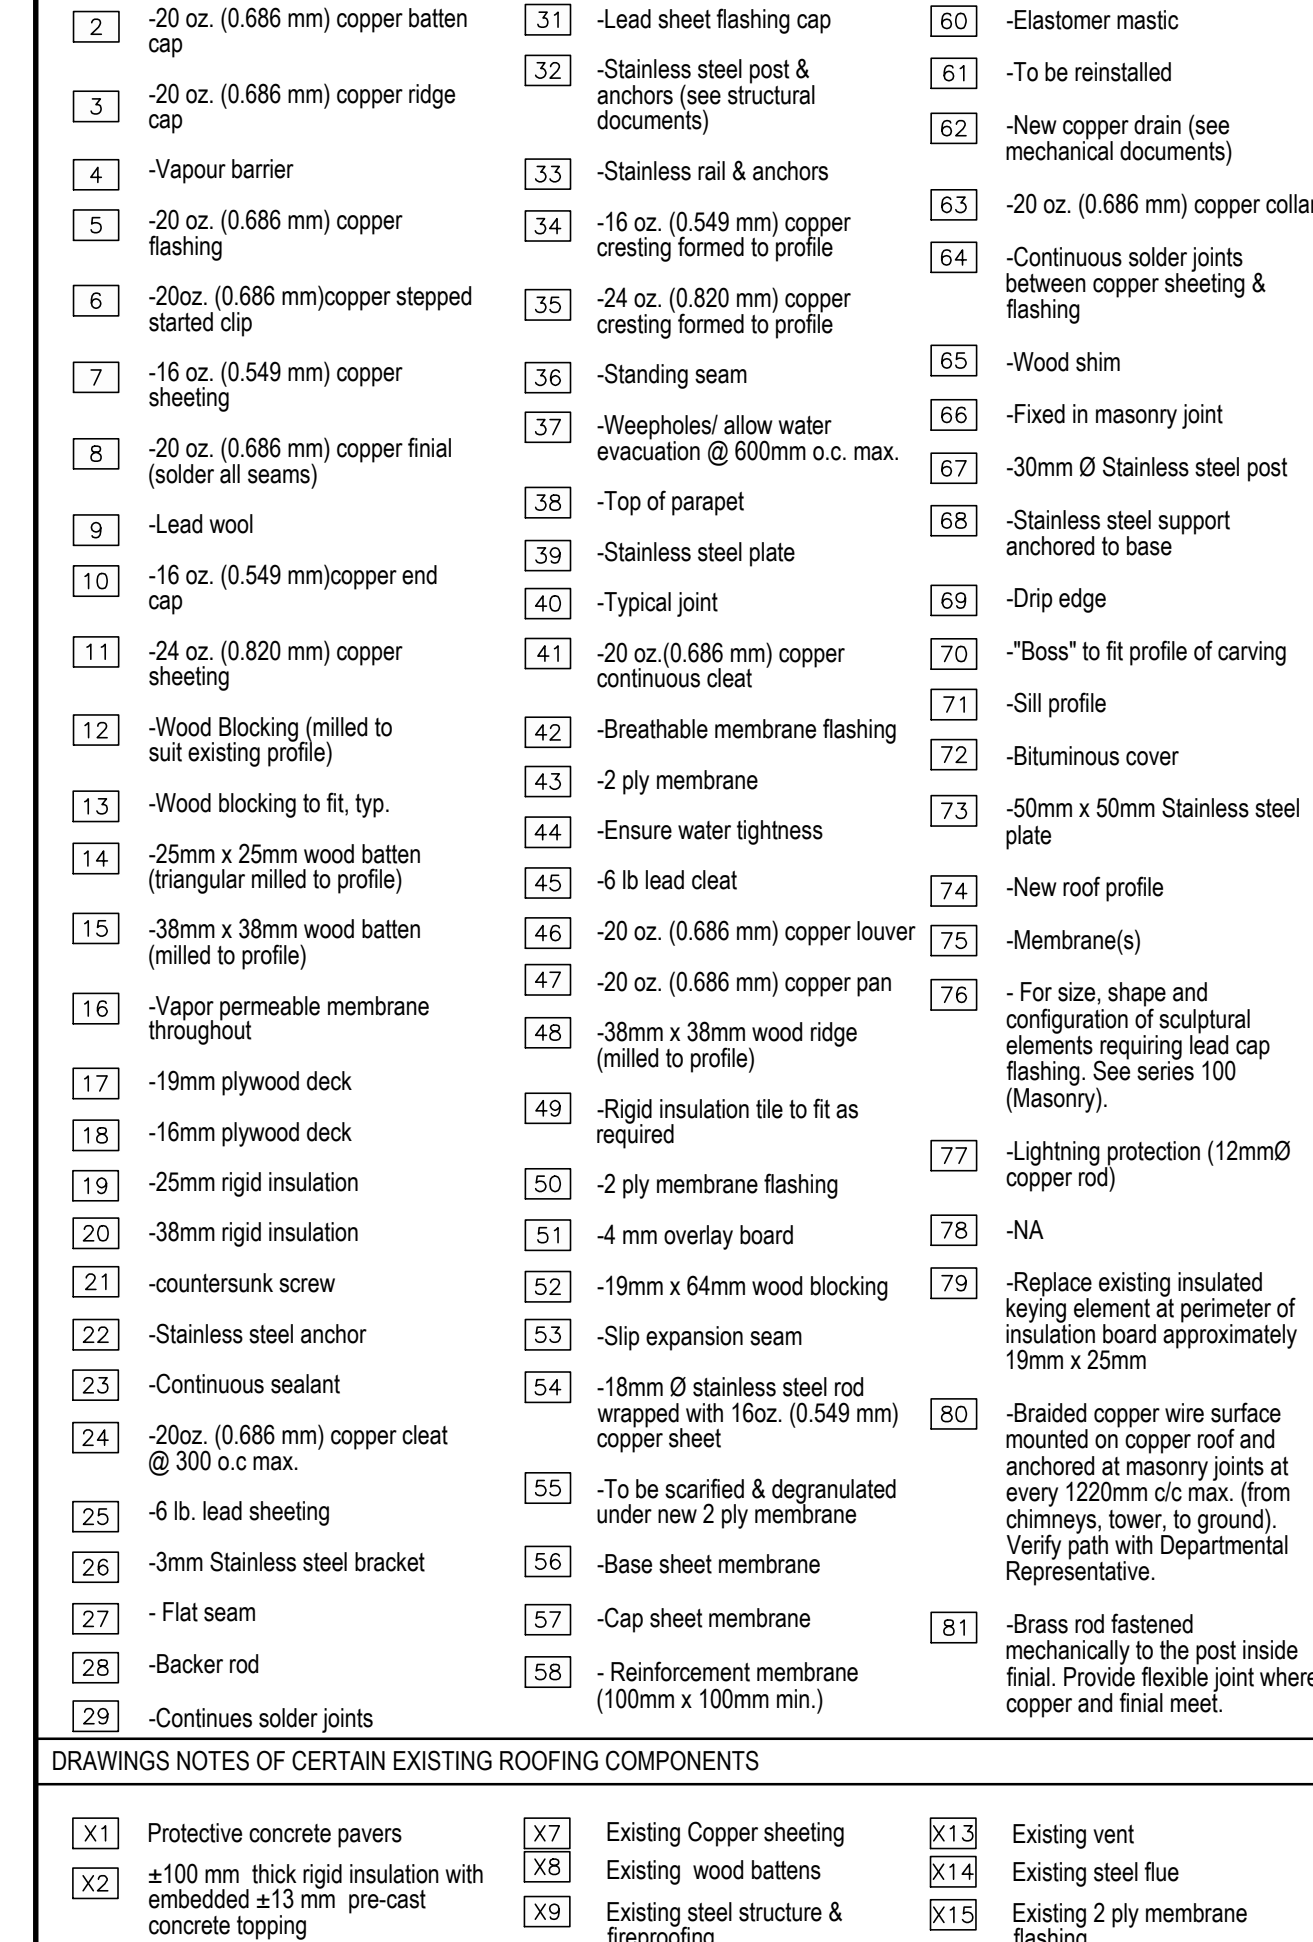 2
-20 oz. (0.686 mm) copper batten
cap
3
-20 oz. (0.686 mm) copper ridge
cap
4
-Vapour barrier
5
-20 oz. (0.686 mm) copper
flashing
6
-20oz. (0.686 mm)copper stepped
started clip
7
-16 oz. (0.549 mm) copper
sheeting
8
-20 oz. (0.686 mm) copper finial
(solder all seams)
9
-Lead wool
10
-16 oz. (0.549 mm)copper end
cap
11
-24 oz. (0.820 mm) copper
sheeting
12
-Wood Blocking (milled to
suit existing profile)
13
-Wood blocking to fit, typ.
14
-25mm x 25mm wood batten
(triangular milled to profile)
15
-38mm x 38mm wood batten
(milled to profile)
16
-Vapor permeable membrane
throughout
17
-19mm plywood deck
18
-16mm plywood deck
19
-25mm rigid insulation
20
-38mm rigid insulation
21
-countersunk screw
22
-Stainless steel anchor
23
-Continuous sealant
24
-20oz. (0.686 mm) copper cleat
@ 300 o.c max.
25
-6 lb. lead sheeting
26
-3mm Stainless steel bracket
27
- Flat seam
28
-Backer rod
29
-Continues solder joints
31
-Lead sheet flashing cap
32
-Stainless steel post &
anchors (see structural
documents)
33
-Stainless rail & anchors
34
-16 oz. (0.549 mm) copper
cresting formed to profile
35
-24 oz. (0.820 mm) copper
cresting formed to profile
36
-Standing seam
37
-Weepholes/ allow water
evacuation @ 600mm o.c. max.
38
-Top of parapet
39
-Stainless steel plate
40
-Typical joint
41
-20 oz.(0.686 mm) copper
continuous cleat
42
-Breathable membrane flashing
43
-2 ply membrane
44
-Ensure water tightness
45
-6 lb lead cleat
46
-20 oz. (0.686 mm) copper louver
47
-20 oz. (0.686 mm) copper pan
48
-38mm x 38mm wood ridge
(milled to profile)
49
-Rigid insulation tile to fit as
required
50
-2 ply membrane flashing
51
-4 mm overlay board
52
-19mm x 64mm wood blocking
53
-Slip expansion seam
54
-18mm Ø stainless steel rod
wrapped with 16oz. (0.549 mm)
copper sheet
55
-To be scarified & degranulated
under new 2 ply membrane
56
-Base sheet membrane
57
-Cap sheet membrane
58
- Reinforcement membrane
(100mm x 100mm min.)
60
-Elastomer mastic
61
-To be reinstalled
62
-New copper drain (see
mechanical documents)
63
-20 oz. (0.686 mm) copper collar
64
-Continuous solder joints
between copper sheeting &
flashing
65
-Wood shim
66
-Fixed in masonry joint
67
-30mm Ø Stainless steel post
68
-Stainless steel support
anchored to base
69
-Drip edge
70
-"Boss" to fit profile of carving
71
-Sill profile
72
-Bituminous cover
73
-50mm x 50mm Stainless steel
plate
74
-New roof profile
75
-Membrane(s)
76
- For size, shape and
configuration of sculptural
elements requiring lead cap
flashing. See series 100
(Masonry).
77
-Lightning protection (12mmØ
copper rod)
78
-NA
79
-Replace existing insulated
keying element at perimeter of
insulation board approximately
19mm x 25mm
80
-Braided copper wire surface
mounted on copper roof and
anchored at masonry joints at
every 1220mm c/c max. (from
chimneys, tower, to ground).
Verify path with Departmental
Representative.
81
-Brass rod fastened
mechanically to the post inside
finial. Provide flexible joint where
copper and finial meet.
DRAWINGS NOTES OF CERTAIN EXISTING ROOFING COMPONENTS
X1
Protective concrete pavers
X2
±100 mm thick rigid insulation with
embedded ±13 mm pre-cast
concrete topping
X7
Existing Copper sheeting
X8
Existing wood battens
X9
Existing steel structure &
fireproofing
X13
Existing vent
X14
Existing steel flue
X15
Existing 2 ply membrane
flashing